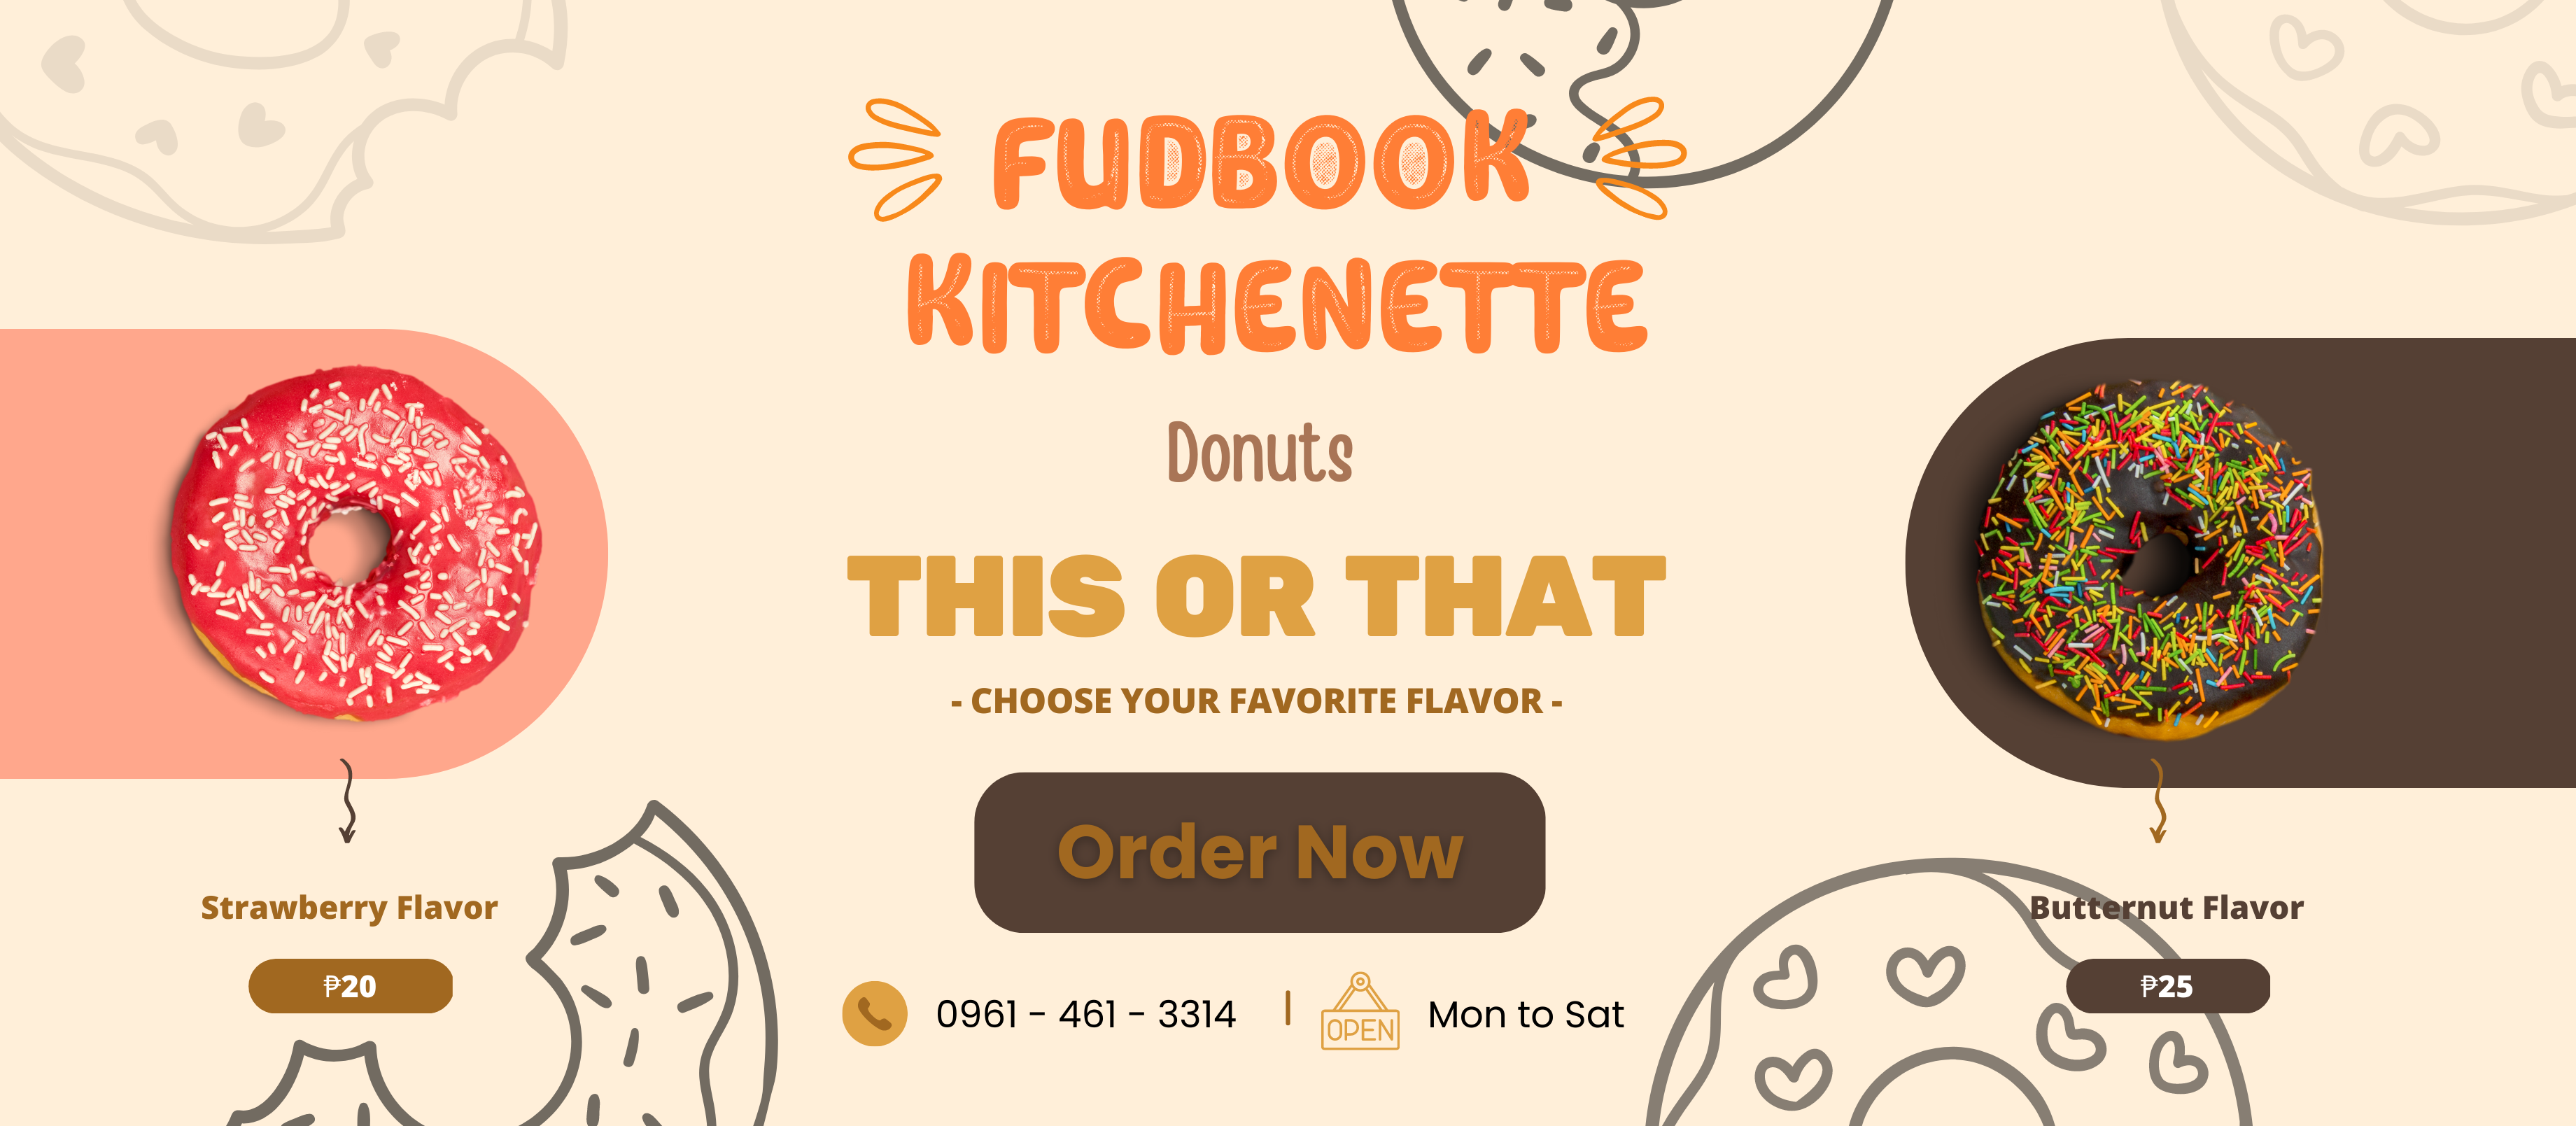 FUDBOOK
KITCHENETTE
Donuts
THIS OR THAT
- CHOOSE YOUR FAVORITE FLAVOR -
Order Now
Strawberry Flavor
₱20
Butternut Flavor
₱25
0961 - 461 - 3314
OPEN
Mon to Sat